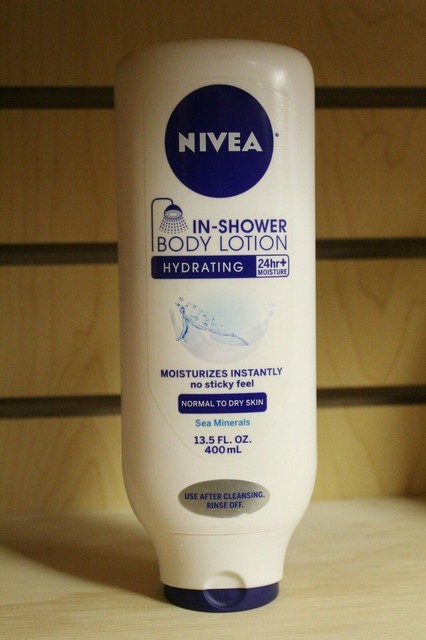 NIVEA
IN-SHOWER
BODY LOTION
HYDRATING 24hr+ MOISTURE
MOISTURIZES INSTANTLY
no sticky feel
NORMAL TO DRY SKIN
Sea Minerals
13.5 FL. OZ.
400 mL
USE AFTER CLEANSING.
RINSE OFF.